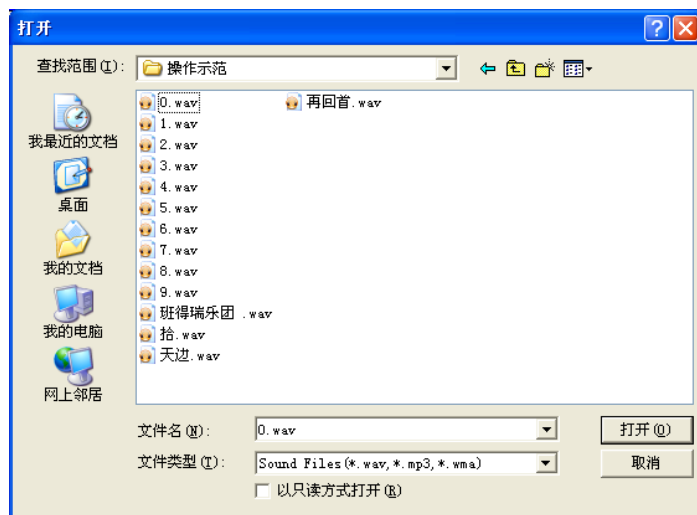 打开
查找范围(I):
操作示范
我最近的文档
桌面
我的文档
我的电脑
网上邻居
0.wav
1.wav
2.wav
3.wav
4.wav
5.wav
6.wav
7.wav
8.wav
9.wav
班得瑞乐团 .wav
拾.wav
天边.wav
再回首.wav
文件名(N):
0.wav
打开(O)
文件类型(T):
Sound Files(*.wav,*.mp3,*.wma)
取消
以只读方式打开(R)